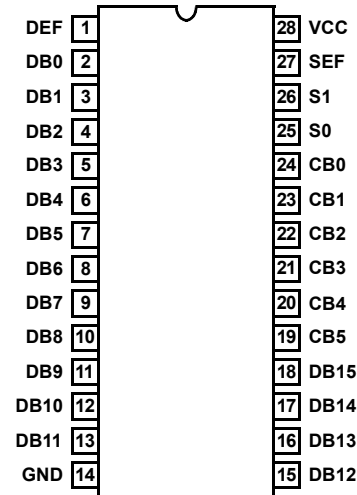 DEF 1 28 VCC
DB0 2 27 SEF
DB1 3 26 S1
DB2 4 25 S0
DB3 5 24 CB0
DB4 6 23 CB1
DB5 7 22 CB2
DB6 8 21 CB3
DB7 9 20 CB4
DB8 10 19 CB5
DB9 11 18 DB15
DB10 12 17 DB14
DB11 13 16 DB13
GND 14 15 DB12